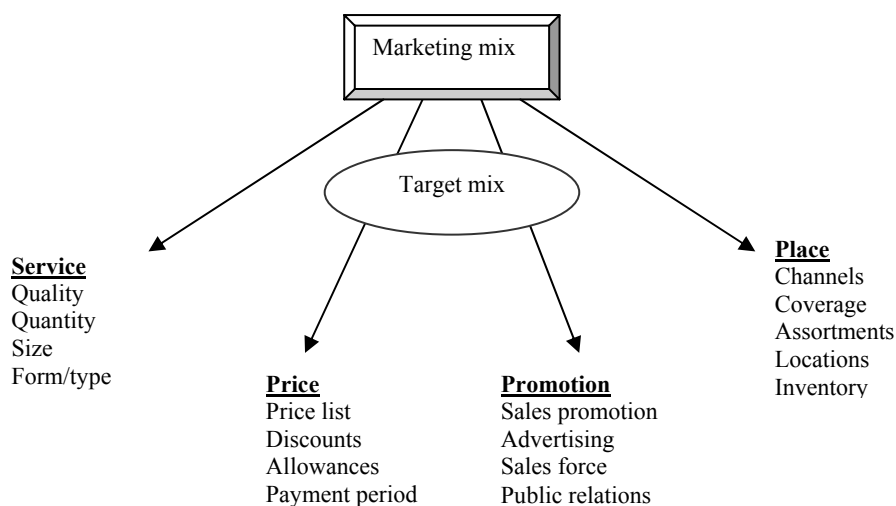 Marketing mix
Target mix
Service
Quality
Quantity
Size
Form/type
Price
Price list
Discounts
Allowances
Payment period
Promotion
Sales promotion
Advertising
Sales force
Public relations
Place
Channels
Coverage
Assortments
Locations
Inventory